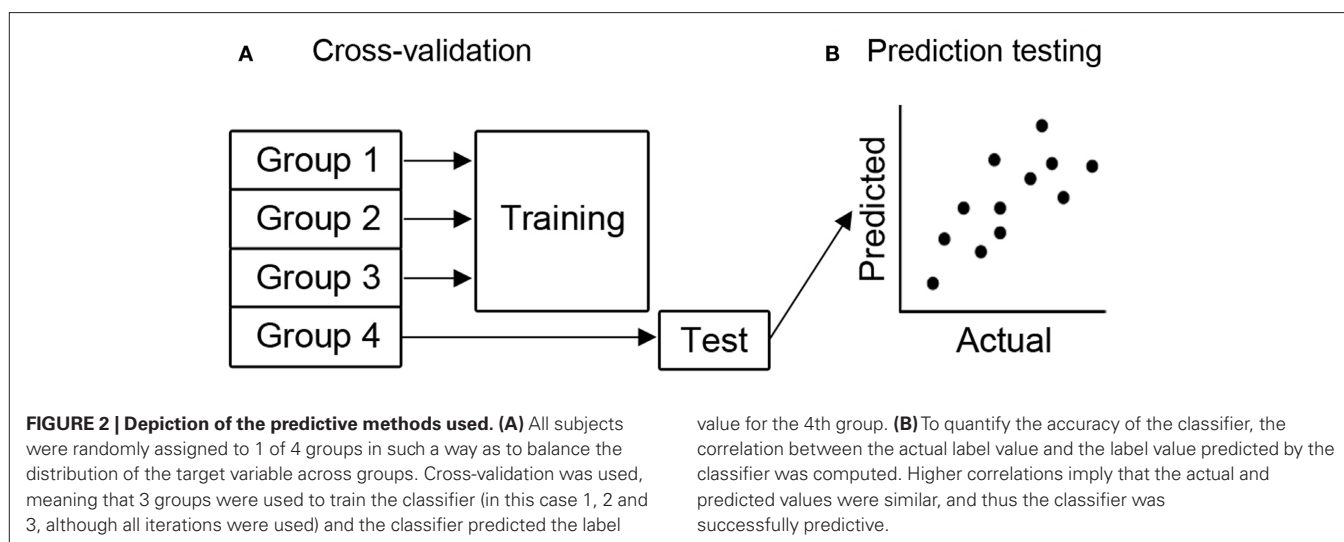 A Cross-validation
B Prediction testing
Group 1
Group 2
Group 3
Group 4
Training
Test
Predicted
Actual
FIGURE 2 | Depiction of the predictive methods used. (A) All subjects
were randomly assigned to 1 of 4 groups in such a way as to balance the
distribution of the target variable across groups. Cross-validation was used,
meaning that 3 groups were used to train the classifier (in this case 1, 2 and
3, although all iterations were used) and the classifier predicted the label
value for the 4th group. (B) To quantify the accuracy of the classifier, the
correlation between the actual label value and the label value predicted by the
classifier was computed. Higher correlations imply that the actual and
predicted values were similar, and thus the classifier was
successfully predictive.